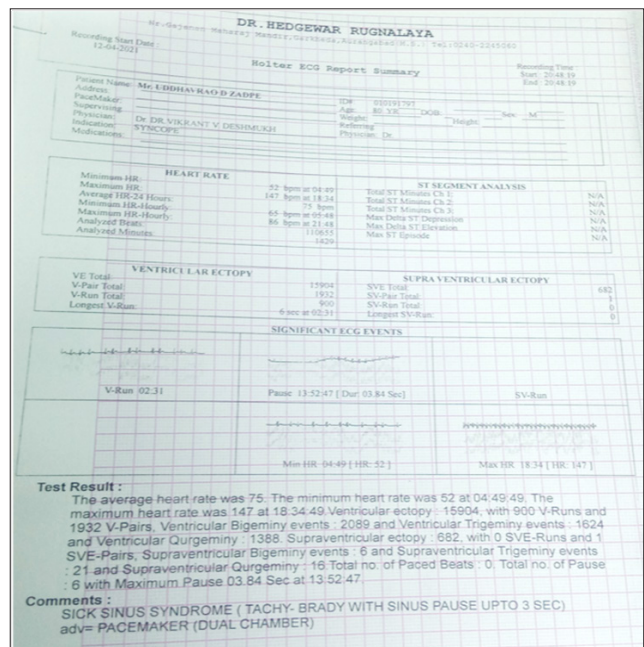 DR. HEDGEWAR RUGNALAYA
Recording Start Date :
12-04-2021
Holter ECG Report Summary
Recording Time
Start 20:48:19
End 20:48:19
Patient Name: Mr. UDDHAVRAO D ZADPE
Address:
PaceMaker:
Supervising
Physician: Dr. DR.VIKRANT V. DESHMUKH
Indication: SYNCOPE
Medications:
ID#
Age: 80 YR DOB: Sex: M
Weight: Height:
Referring
Physician: Dr.
HEART RATE
Minimum HR: 52 bpm at 04:49
Maximum HR: 147 bpm at 18:34
Average HR-24 Hours: 75 bpm
Minimum HR-Hourly: 65 bpm at 05:48
Maximum HR-Hourly: 86 bpm at 21:48
Analyzed Beats: 110655
Analyzed Minutes: 1429
ST SEGMENT ANALYSIS
Total ST Minutes Ch 1: N/A
Total ST Minutes Ch 2: N/A
Total ST Minutes Ch 3: N/A
Max Delta ST Depression N/A
Max Delta ST Elevation N/A
Max ST Episode N/A
VENTRICULAR ECTOPY
VE Total: 15904
V-Pair Total: 1932
V-Run Total: 900
Longest V-Run: 6 sec at 02:31
SUPRA VENTRICULAR ECTOPY
SVE Total: 682
SV-Pair Total: 1
SV-Run Total: 0
Longest SV-Run: 0
SIGNIFICANT ECG EVENTS
V-Run 02:31
Pause 13:52:47 [ Dur: 03.84 Sec]
SV-Run
Min HR 04:49 [ HR: 52 ]
Max HR 18:34 [ HR: 147 ]
Test Result :
The average heart rate was 75. The minimum heart rate was 52 at 04:49:49. The
maximum heart rate was 147 at 18:34:49.Ventricular ectopy : 15904, with 900 V-Runs and
1932 V-Pairs, Ventricular Bigeminy events : 2089 and Ventricular Trigeminy events : 1624
and Ventricular Qurgeminy : 1388. Supraventricular ectopy : 682, with 0 SVE-Runs and 1
SVE-Pairs, Supraventricular Bigeminy events : 6 and Supraventricular Trigeminy events
: 21 and Supraventricular Qurgeminy : 16.Total no. of Paced Beats : 0, Total no. of Pause
: 6 with Maximum Pause 03.84 Sec at 13:52:47.
Comments :
SICK SINUS SYNDROME ( TACHY- BRADY WITH SINUS PAUSE UPTO 3 SEC)
adv= PACEMAKER (DUAL CHAMBER)